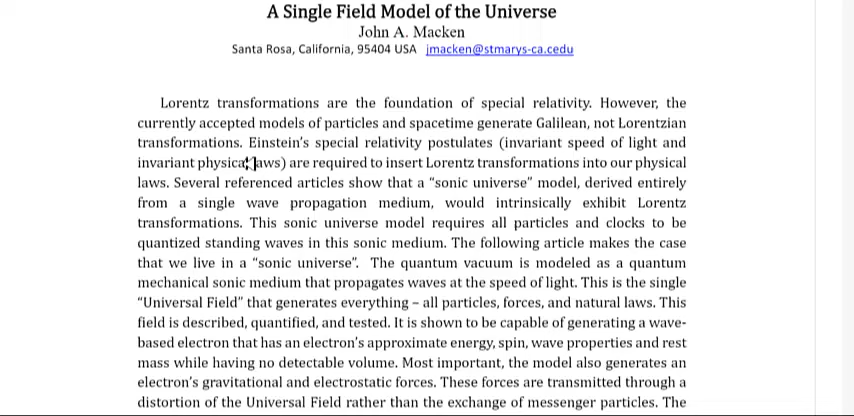 A Single Field Model of the Universe
John A. Macken
Santa Rosa, California, 95404 USA jmacken@stmarys-ca.cedu
Lorentz transformations are the foundation of special relativity. However, the
currently accepted models of particles and spacetime generate Galilean, not Lorentzian
transformations. Einstein's special relativity postulates (invariant speed of light and
invariant physical laws) are required to insert Lorentz transformations into our physical
laws. Several referenced articles show that a “sonic universe” model, derived entirely
from a single wave propagation medium, would intrinsically exhibit Lorentz
transformations. This sonic universe model requires all particles and clocks to be
quantized standing waves in this sonic medium. The following article makes the case
that we live in a “sonic universe”. The quantum vacuum is modeled as a quantum
mechanical sonic medium that propagates waves at the speed of light. This is the single
“Universal Field” that generates everything – all particles, forces, and natural laws. This
field is described, quantified, and tested. It is shown to be capable of generating a wave-
based electron that has an electron's approximate energy, spin, wave properties and rest
mass while having no detectable volume. Most important, the model also generates an
electron's gravitational and electrostatic forces. These forces are transmitted through a
distortion of the Universal Field rather than the exchange of messenger particles. The